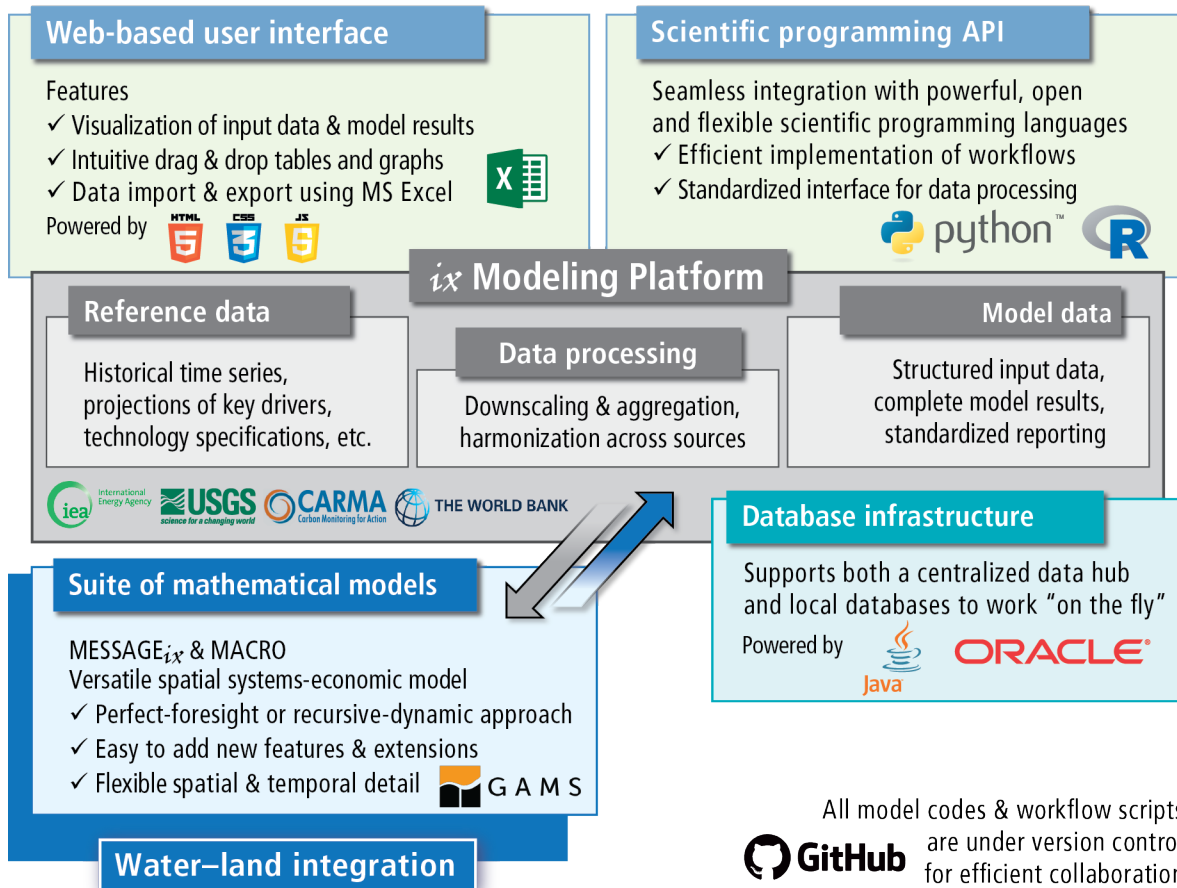 Web-based user interface
Features
✓ Visualization of input data & model results
✓ Intuitive drag & drop tables and graphs
✓ Data import & export using MS Excel
X
Powered by
HTML
5
CSS
3
JS
5
Scientific programming API
Seamless integration with powerful, open
and flexible scientific programming languages
✓ Efficient implementation of workflows
✓ Standardized interface for data processing
python™
R
ix Modeling Platform
Reference data
Historical time series,
projections of key drivers,
technology specifications, etc.
Data processing
Downscaling & aggregation,
harmonization across sources
Model data
Structured input data,
complete model results,
standardized reporting
iea
International
Energy Agency
USGS
science for a changing world
CARMA
Carbon Monitoring for Action
THE WORLD BANK
Suite of mathematical models
MESSAGEix & MACRO
Versatile spatial systems-economic model
✓ Perfect-foresight or recursive-dynamic approach
✓ Easy to add new features & extensions
✓ Flexible spatial & temporal detail
GAMS
Water–land integration
Database infrastructure
Supports both a centralized data hub
and local databases to work “on the fly”
Powered by
Java
ORACLE®
All model codes & workflow scripts
are under version contro
for efficient collaboration
GitHub